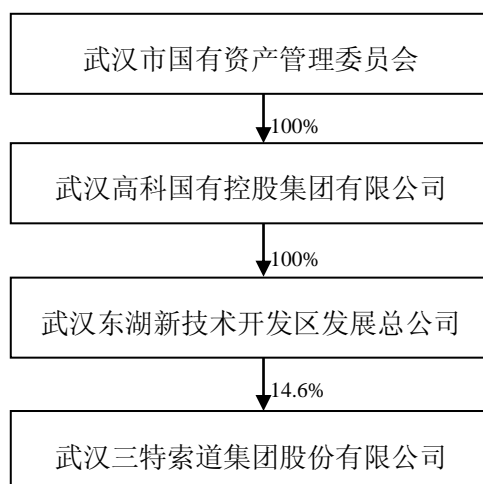 武汉市国有资产管理委员会
100%
武汉高科国有控股集团有限公司
100%
武汉东湖新技术开发区发展总公司
14.6%
武汉三特索道集团股份有限公司